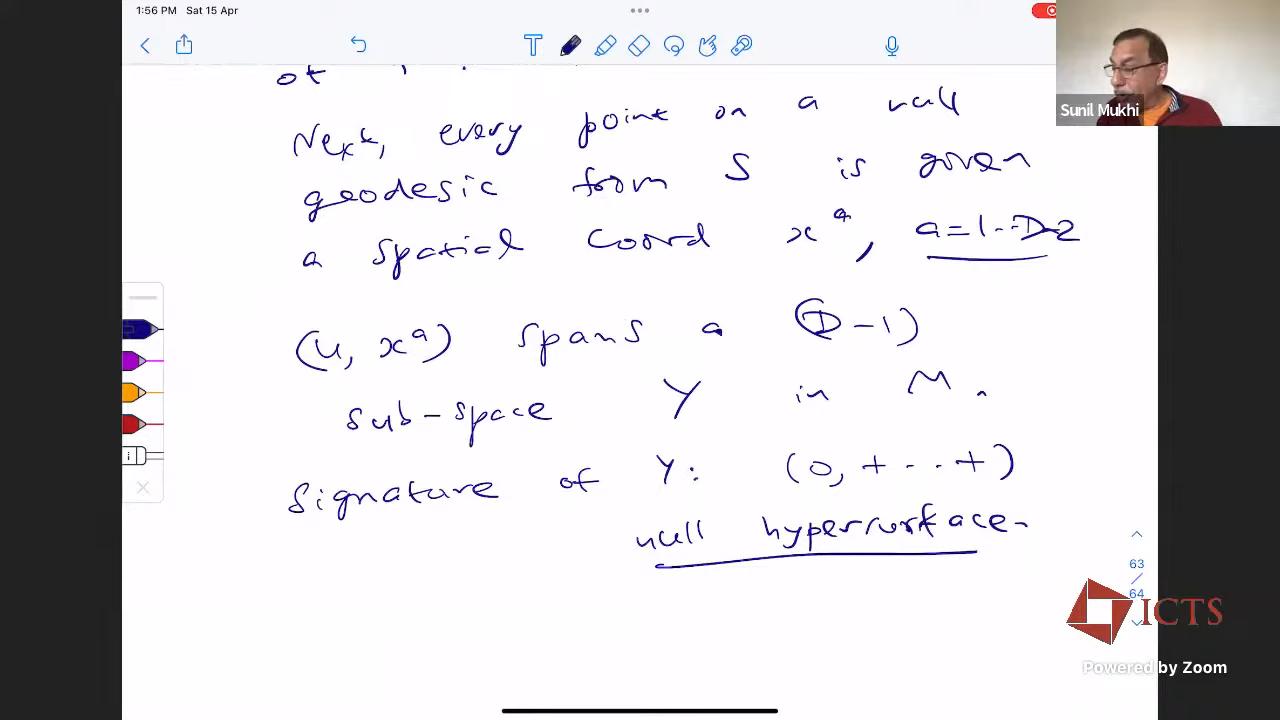 1:56 PM Sat 15 Apr
Sunil Mukhi
of
Next, every point on a null
geodesic from S is given
a spatial coord x^a, a=1--D-2
(u, x^a) spans a (D-1)
sub-space Y in M.
Signature of Y: (0, + -- +)
null hypersurface.
63
/
64
ICTS
Powered by Zoom